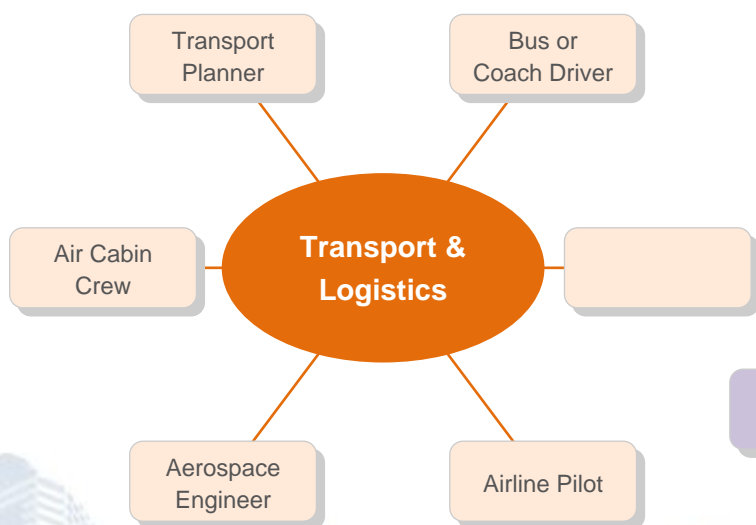 Transport
Planner
Bus or
Coach Driver
Air Cabin
Crew
Transport &
Logistics
Aerospace
Engineer
Airline Pilot